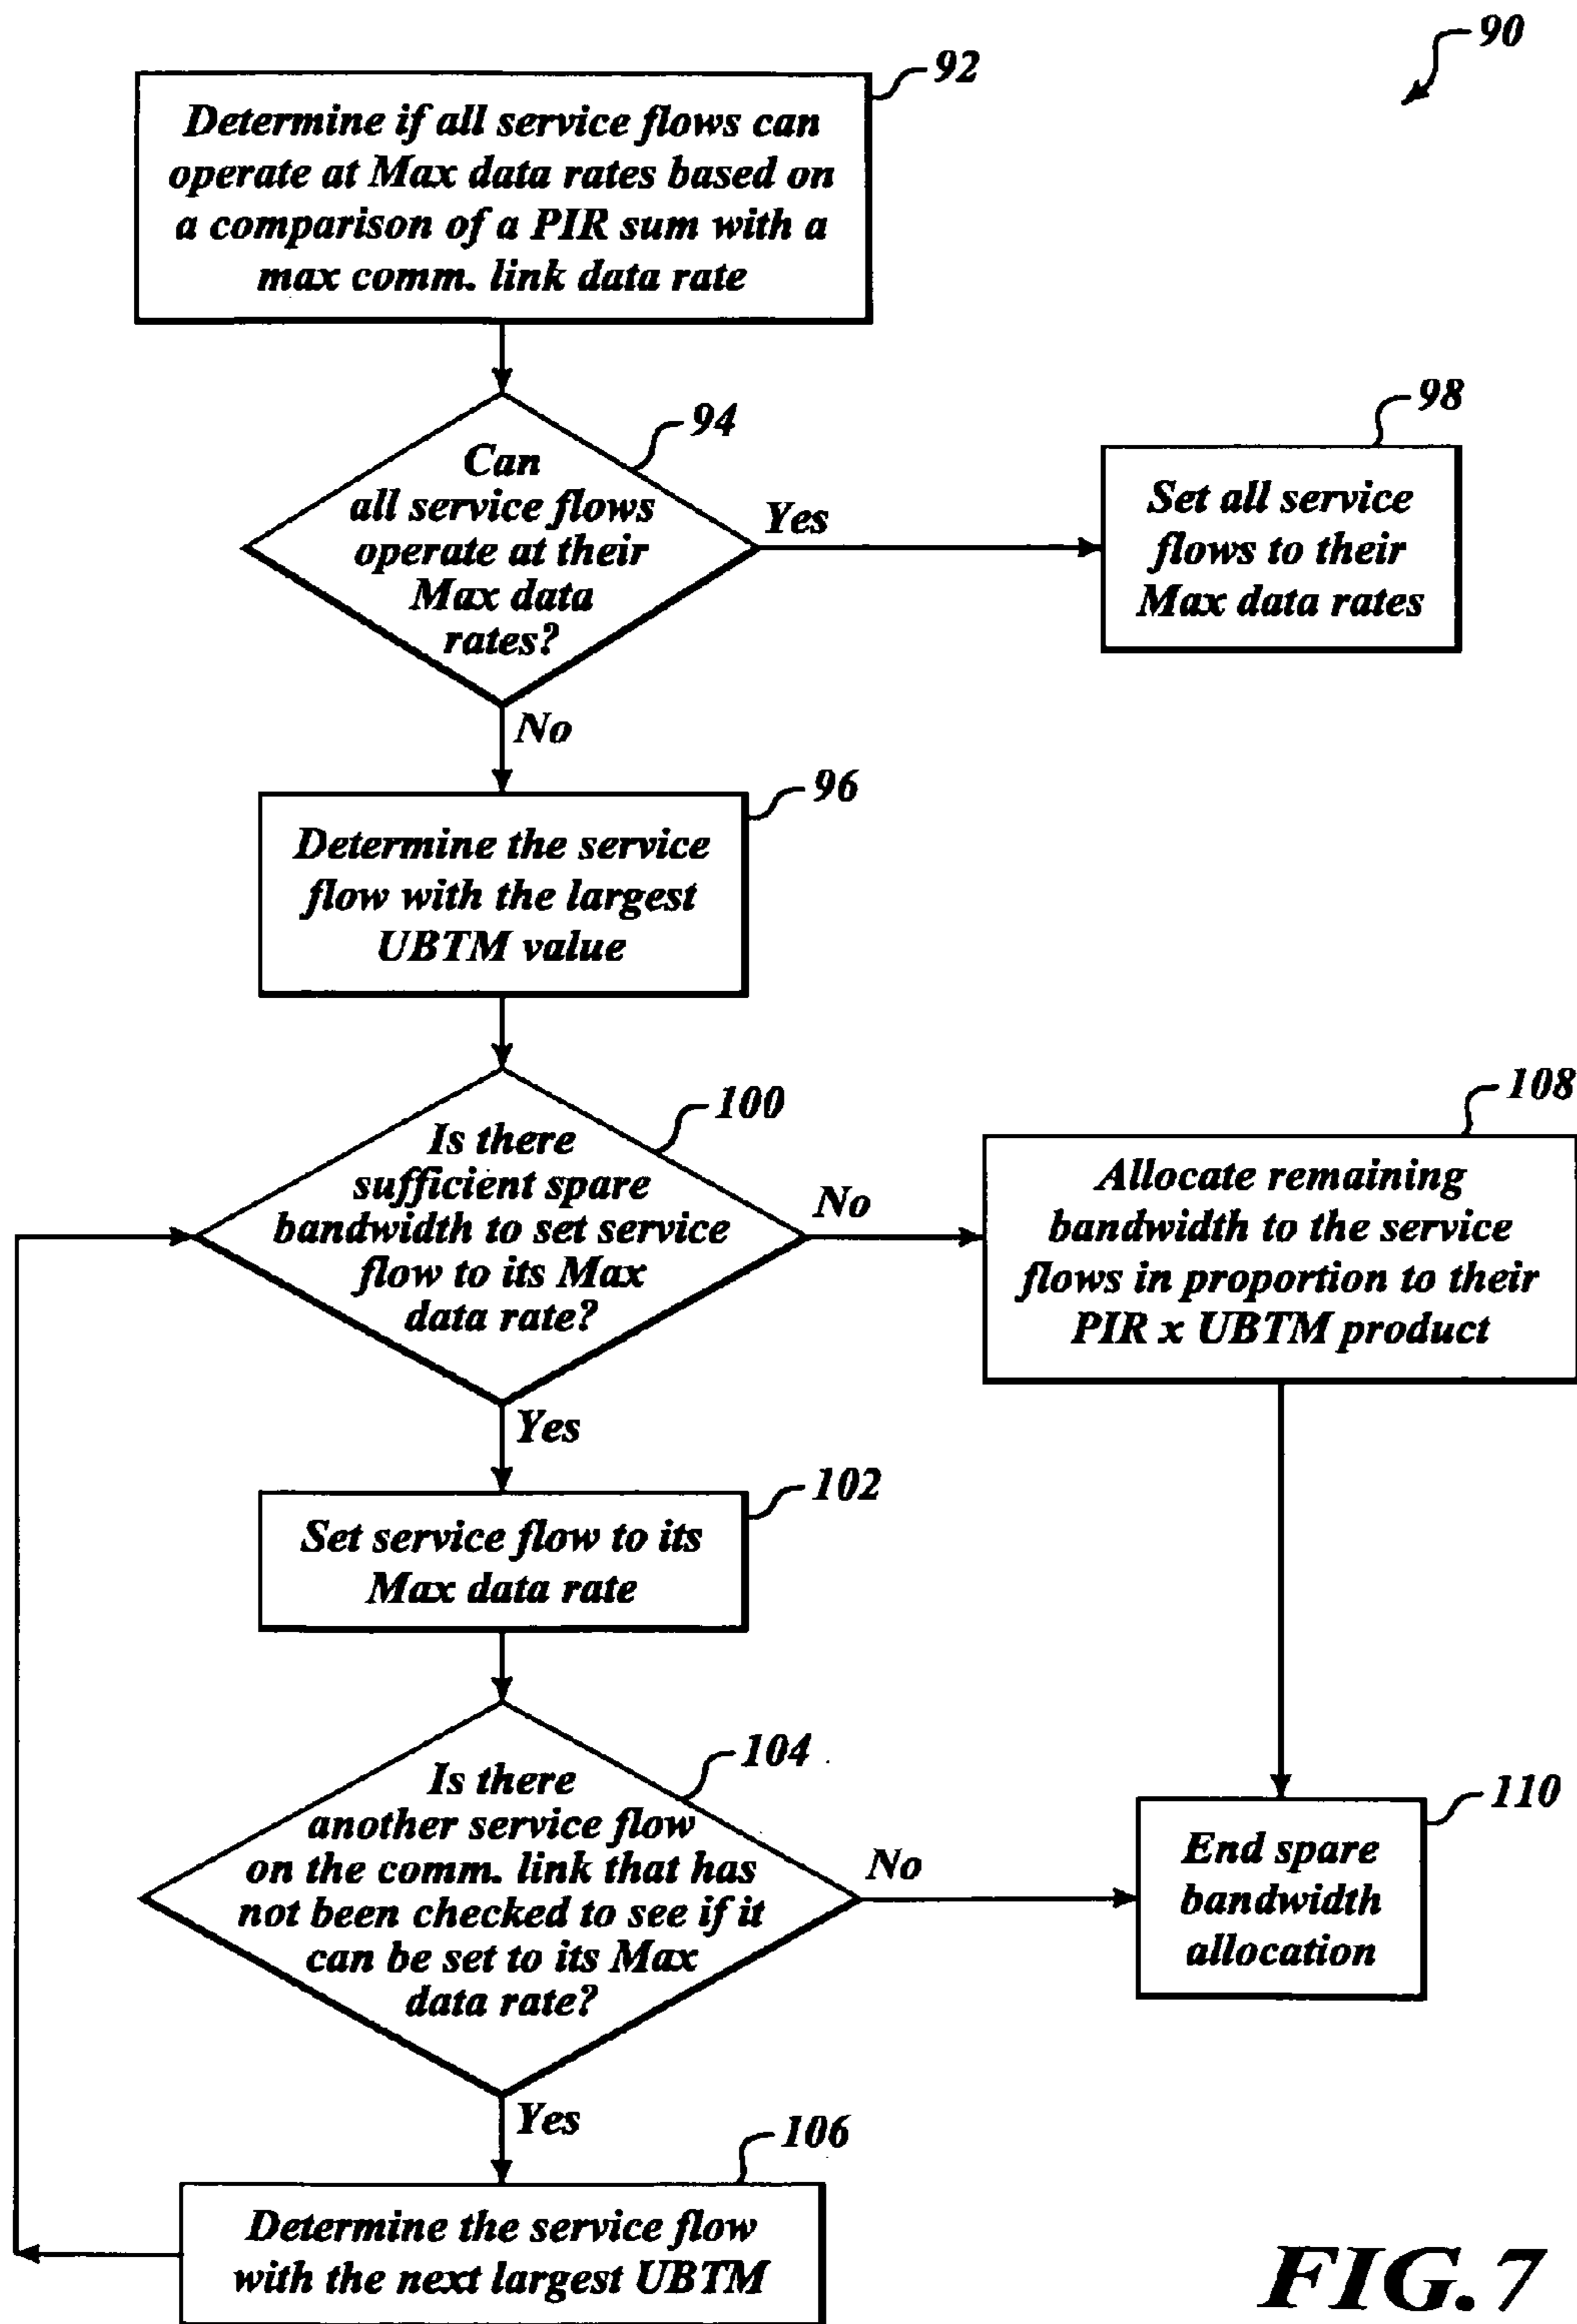 90
92
Determine if all service flows can
operate at Max data rates based on
a comparison of a PIR sum with a
max comm. link data rate
94
Can
all service flows
operate at their
Max data
rates?
Yes
98
Set all service
flows to their
Max data rates
No
96
Determine the service
flow with the largest
UBTM value
100
Is there
sufficient spare
bandwidth to set service
flow to its Max
data rate?
No
108
Allocate remaining
bandwidth to the service
flows in proportion to their
PIR x UBTM product
Yes
102
Set service flow to its
Max data rate
104
Is there
another service flow
on the comm. link that has
not been checked to see if it
can be set to its Max
data rate?
No
110
End spare
bandwidth
allocation
Yes
106
Determine the service flow
with the next largest UBTM
FIG. 7